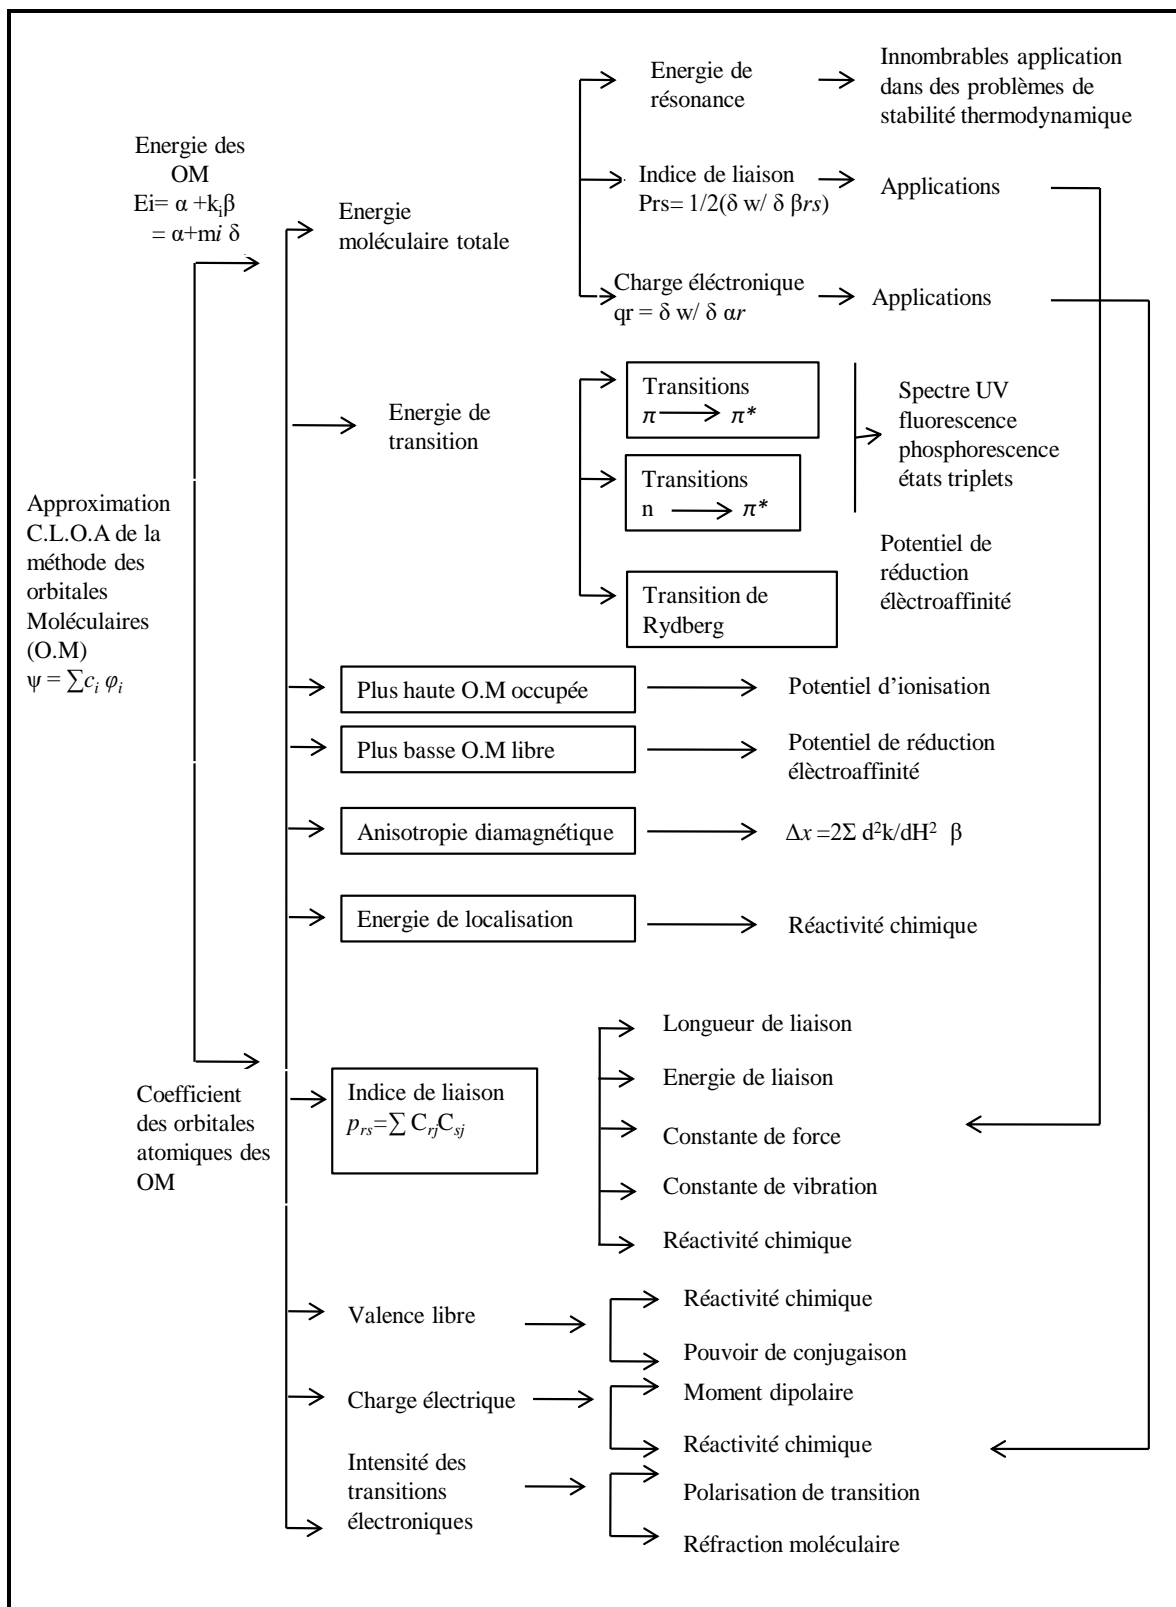 Approximation
C.L.O.A de la
méthode des
orbitales
Moléculaires
(O.M)
ψ = ∑cᵢ φᵢ
Energie des
OM
Ei= α +kᵢβ
= α+mi δ
Energie
moléculaire totale
Energie de
résonance
Innombrables application
dans des problèmes de
stabilité thermodynamique
Indice de liaison
Prs= 1/2(δ w/ δ βrs)
Applications
Charge éléctronique
qr = δ w/ δ αr
Applications
Energie de
transition
Transitions
π → π*
Transitions
n → π*
Transition de
Rydberg
Spectre UV
fluorescence
phosphorescence
états triplets
Potentiel de
réduction
élèctroaffinité
Plus haute O.M occupée
Potentiel d’ionisation
Plus basse O.M libre
Potentiel de réduction
élèctroaffinité
Anisotropie diamagnétique
Δx =2Σ d²k/dH² β
Energie de localisation
Réactivité chimique
Coefficient
des orbitales
atomiques des
OM
Indice de liaison
pᵣₛ=∑ CᵣⱼCₛⱼ
Longueur de liaison
Energie de liaison
Constante de force
Constante de vibration
Réactivité chimique
Valence libre
Réactivité chimique
Pouvoir de conjugaison
Charge électrique
Moment dipolaire
Réactivité chimique
Intensité des
transitions
électroniques
Polarisation de transition
Réfraction moléculaire